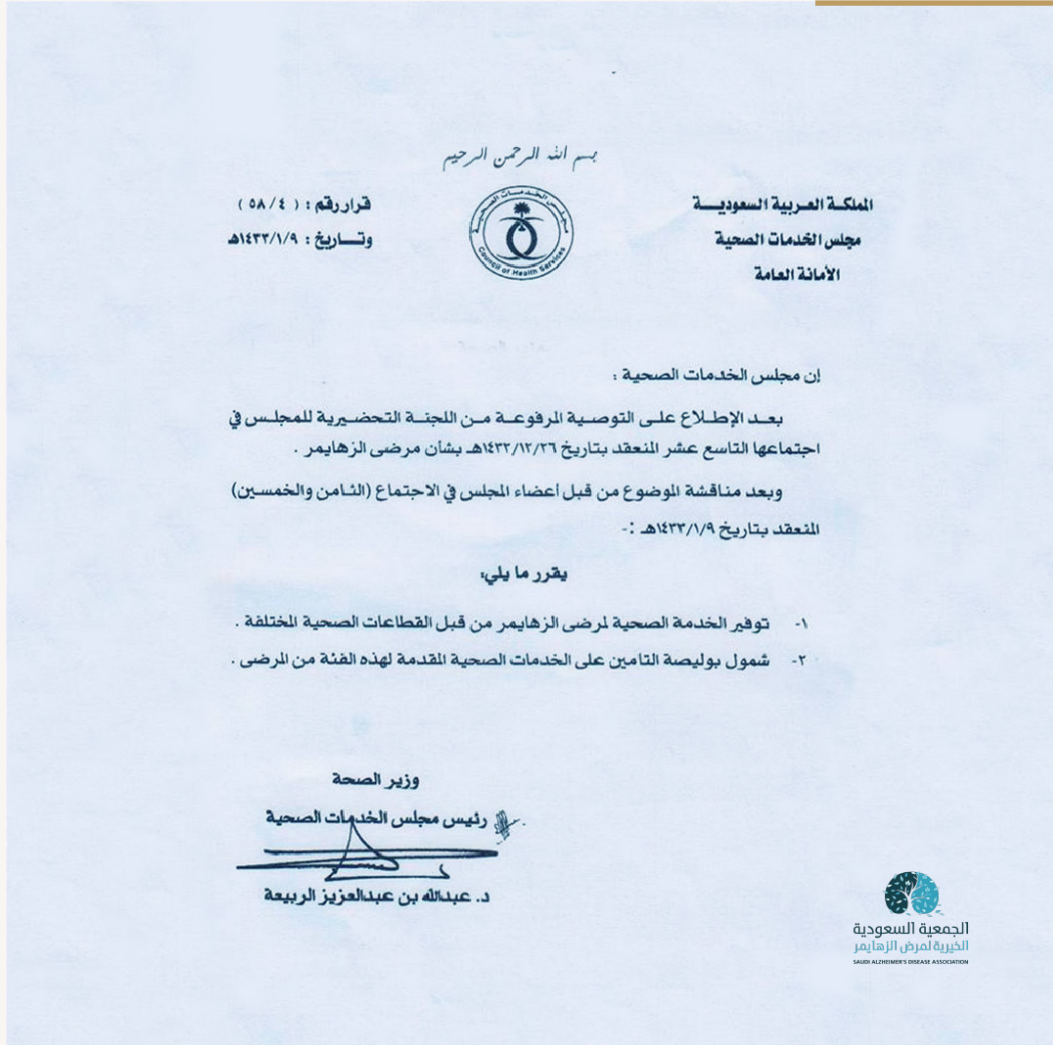 بسم الله الرحمن الرحيم
المملكة العربية السعودية
مجلس الخدمات الصحية
الأمانة العامة
مجلس الخدمات الصحية
Council of Health Services
قرار رقم : ( ٥٨/٤ )
وتاريخ : ١٤٣٣/١/٩هـ
إن مجلس الخدمات الصحية :
بعد الإطلاع على التوصية المرفوعة من اللجنة التحضيرية للمجلس في
اجتماعها التاسع عشر المنعقد بتاريخ ١٤٣٢/١٢/٢٦هـ بشأن مرضى الزهايمر .
وبعد مناقشة الموضوع من قبل أعضاء المجلس في الاجتماع (الثامن والخمسين)
المنعقد بتاريخ ١٤٣٣/١/٩هـ :-
يقرر ما يلي:
١- توفير الخدمة الصحية لمرضى الزهايمر من قبل القطاعات الصحية المختلفة .
٢- شمول بوليصة التامين على الخدمات الصحية المقدمة لهذه الفئة من المرضى .
وزير الصحة
رئيس مجلس الخدمات الصحية
د. عبدالله بن عبدالعزيز الربيعة
الجمعية السعودية
الخيرية لمرض الزهايمر
SAUDI ALZHEIMER'S DISEASE ASSOCIATION